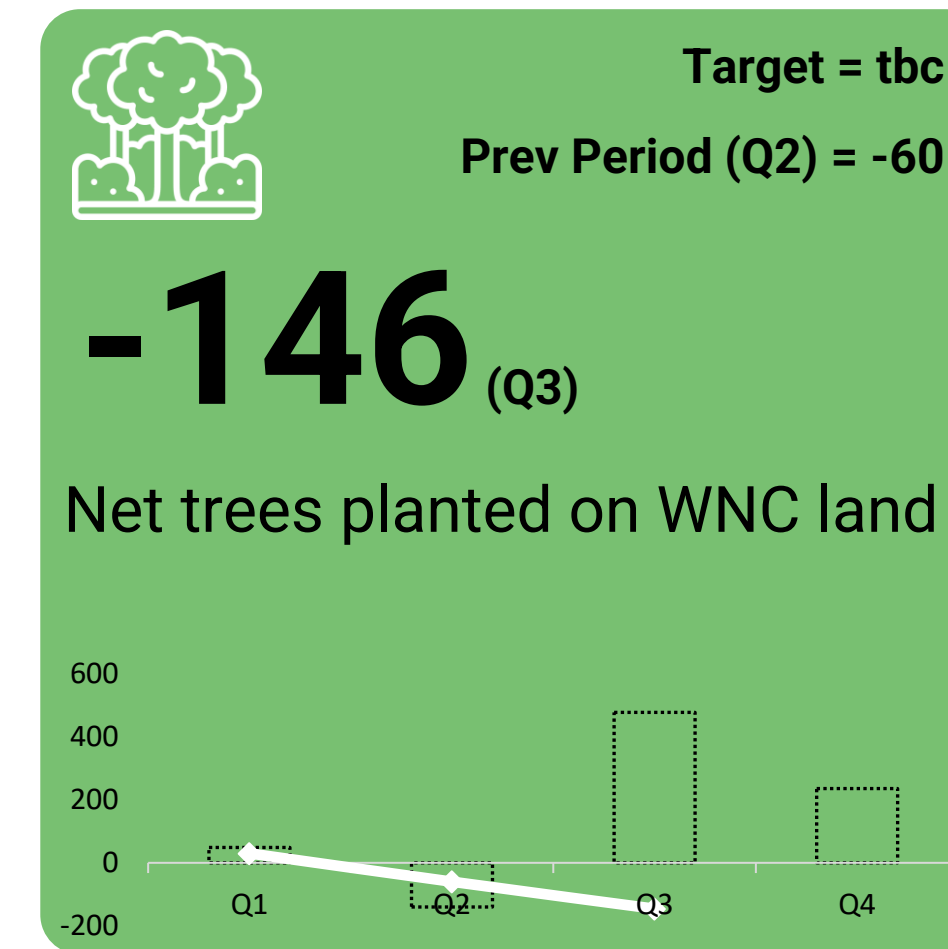 Target = tbc
Prev Period (Q2) = -60
-146 (Q3)
Net trees planted on WNC land
600
400
200
0
Q1 Q2 Q3 Q4
-200